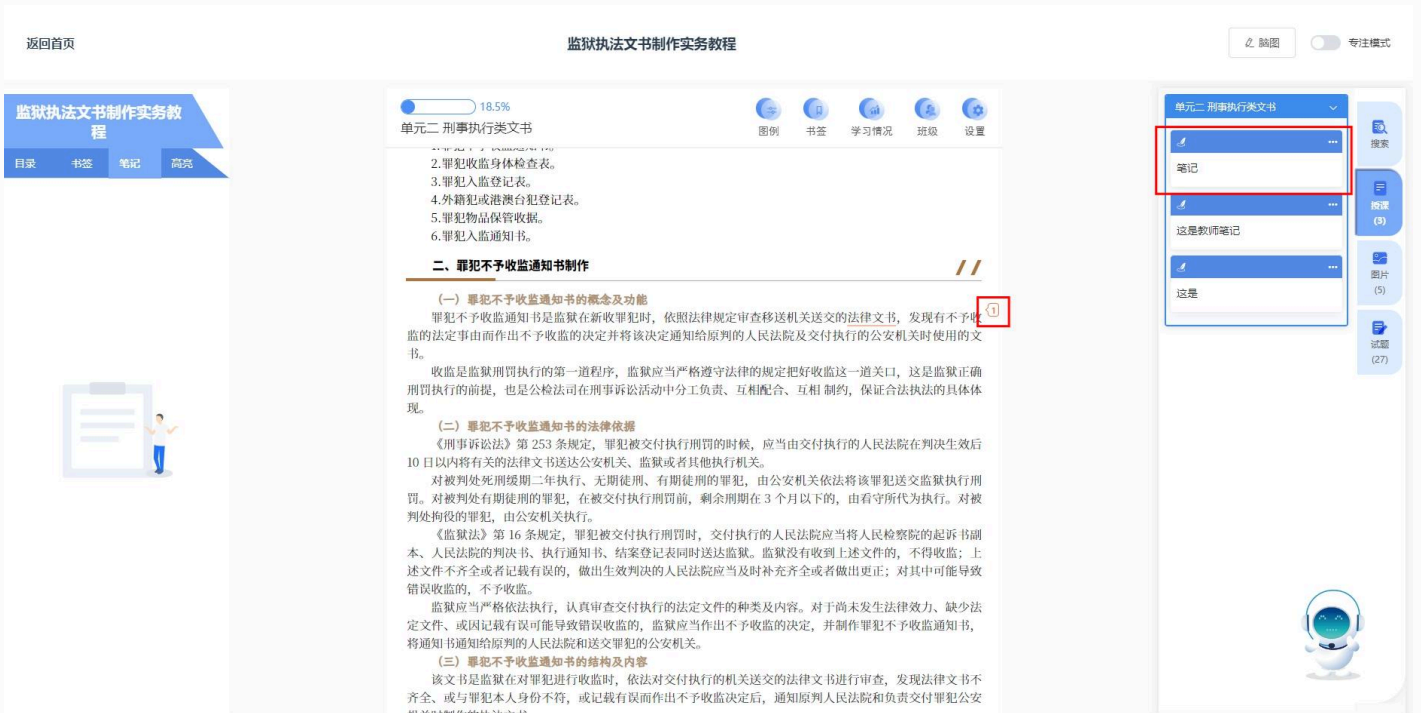 返回首页
监狱执法文书制作实务教程
脑图
专注模式
监狱执法文书制作实务教
程
目录
书签
笔记
高亮
18.5%
单元二 刑事执行类文书
图例
书签
学习情况
班级
设置
2.罪犯收监身体检查表。
3.罪犯入监登记表。
4.外籍犯或港澳台犯登记表。
5.罪犯物品保管收据。
6.罪犯入监通知书。
二、罪犯不予收监通知书制作
（一）罪犯不予收监通知书的概念及功能
罪犯不予收监通知书是监狱在新收罪犯时，依照法律规定审查移送机关送交的法律文书，发现有不予收
1
监的法定事由而作出不予收监的决定并将该决定通知给原判的人民法院及交付执行的公安机关时使用的文
书。
收监是监狱刑罚执行的第一道程序，监狱应当严格遵守法律的规定把好收监这一道关口，这是监狱正确
刑罚执行的前提，也是公检法司在刑事诉讼活动中分工负责、互相配合、互相 制约，保证合法执法的具体体
现。
（二）罪犯不予收监通知书的法律依据
《刑事诉讼法》第 253 条规定，罪犯被交付执行刑罚的时候，应当由交付执行的人民法院在判决生效后
10 日以内将有关的法律文书送达公安机关、监狱或者其他执行机关。
对被判处死刑缓期二年执行、无期徒刑、有期徒刑的罪犯，由公安机关依法将该罪犯送交监狱执行刑
罚。对被判处有期徒刑的罪犯，在被交付执行刑罚前，剩余刑期在 3 个月以下的，由看守所代为执行。对被
判处拘役的罪犯，由公安机关执行。
《监狱法》第 16 条规定，罪犯被交付执行刑罚时，交付执行的人民法院应当将人民检察院的起诉书副
本、人民法院的判决书、执行通知书、结案登记表同时送达监狱。监狱没有收到上述文件的，不得收监；上
述文件不齐全或者记载有误的，做出生效判决的人民法院应当及时补充齐全或者做出更正；对其中可能导致
错误收监的，不予收监。
监狱应当严格依法执行，认真审查交付执行的法定文件的种类及内容。对于尚未发生法律效力、缺少法
定文件、或因记载有误可能导致错误收监的，监狱应当作出不予收监的决定，并制作罪犯不予收监通知书，
将通知书通知给原判的人民法院和送交罪犯的公安机关。
（三）罪犯不予收监通知书的结构及内容
该文书是监狱在对罪犯进行收监时，依法对交付执行的机关送交的法律文书进行审查，发现法律文书不
齐全、或与罪犯本人身份不符，或记载有误而作出不予收监决定后，通知原判人民法院和负责交付罪犯公安
单元二 刑事执行类文书
笔记
这是教师笔记
这是
搜索
授课
(3)
图片
(5)
试题
(27)